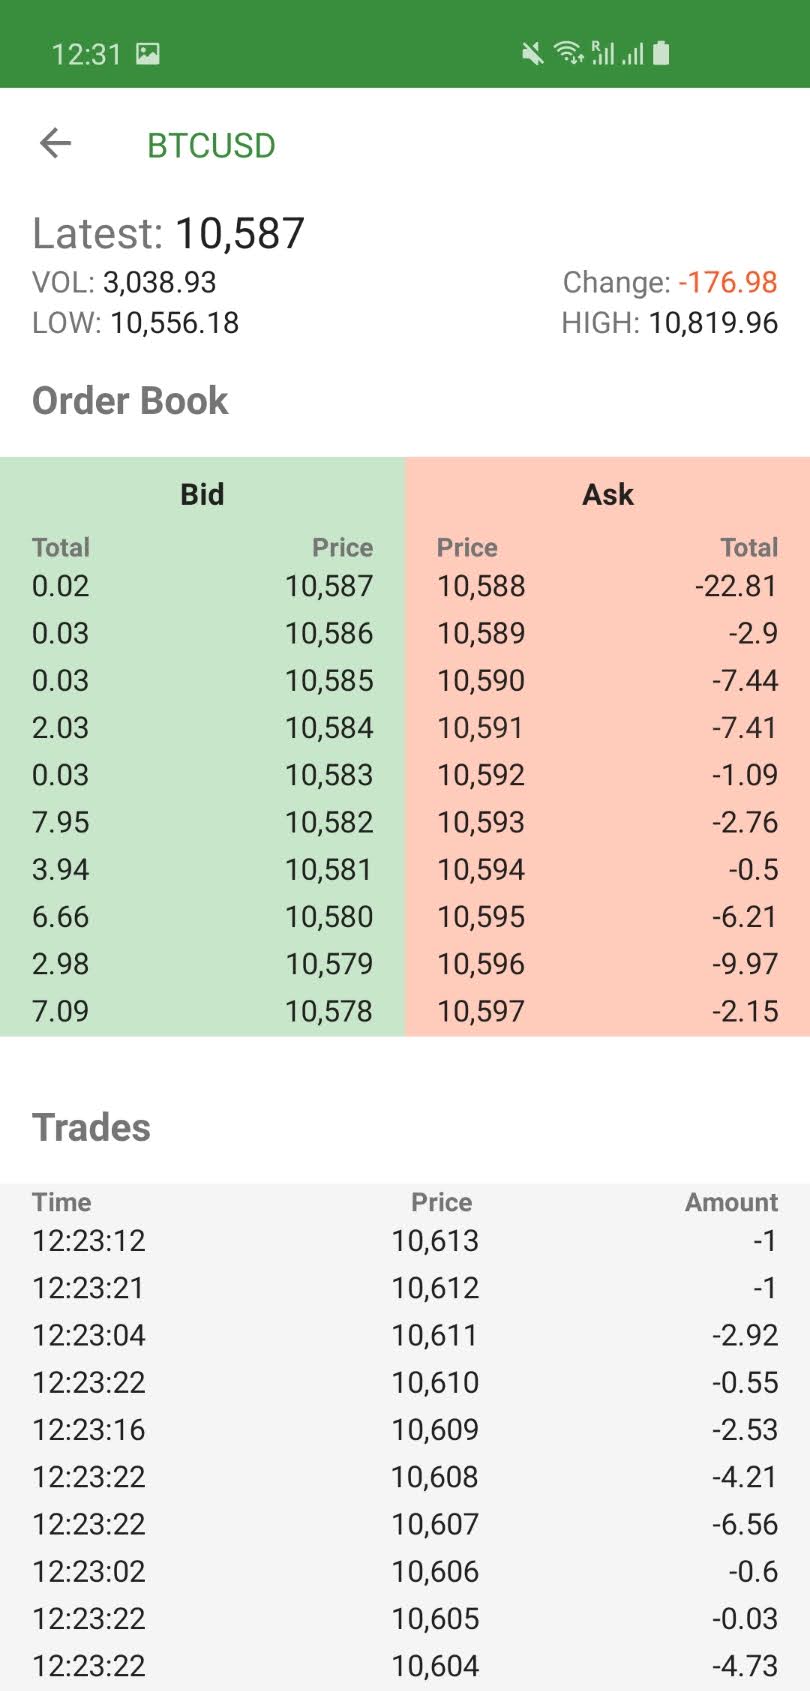 12:31
BTCUSD
Latest: 10,587
VOL: 3,038.93 Change: -176.98
LOW: 10,556.18 HIGH: 10,819.96
Order Book
Bid Ask
Total Price Price Total
0.02 10,587 10,588 -22.81
0.03 10,586 10,589 -2.9
0.03 10,585 10,590 -7.44
2.03 10,584 10,591 -7.41
0.03 10,583 10,592 -1.09
7.95 10,582 10,593 -2.76
3.94 10,581 10,594 -0.5
6.66 10,580 10,595 -6.21
2.98 10,579 10,596 -9.97
7.09 10,578 10,597 -2.15
Trades
Time Price Amount
12:23:12 10,613 -1
12:23:21 10,612 -1
12:23:04 10,611 -2.92
12:23:22 10,610 -0.55
12:23:16 10,609 -2.53
12:23:22 10,608 -4.21
12:23:22 10,607 -6.56
12:23:02 10,606 -0.6
12:23:22 10,605 -0.03
12:23:22 10,604 -4.73